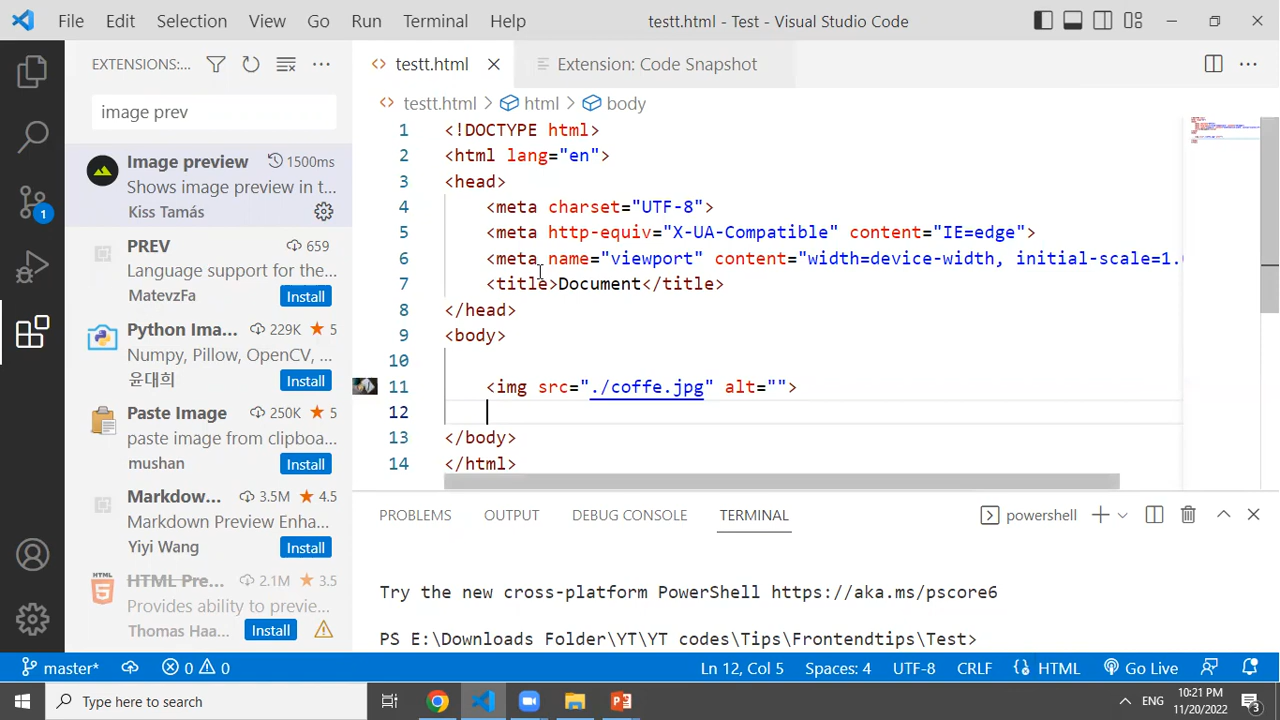 File Edit Selection View Go Run Terminal Help
testt.html - Test - Visual Studio Code
EXTENSIONS:...
image prev
Image preview 1500ms
Shows image preview in t...
Kiss Tamás
PREV 659
Language support for the...
MatevzFa Install
Python Ima... 229K 5
Numpy, Pillow, OpenCV, ...
윤대희 Install
Paste Image 250K 5
paste image from clipboa...
mushan Install
Markdow... 3.5M 4.5
Markdown Preview Enha...
Yiyi Wang Install
HTML
HTML Pre... 2.1M 3.5
Provides ability to previe...
Thomas Haa... Install
1
testt.html
Extension: Code Snapshot
testt.html > html > body
1 <!DOCTYPE html>
2 <html lang="en">
3 <head>
4 <meta charset="UTF-8">
5 <meta http-equiv="X-UA-Compatible" content="IE=edge">
6 <meta name="viewport" content="width=device-width, initial-scale=1.
7 <title>Document</title>
8 </head>
9 <body>
10
11 <img src="./coffe.jpg" alt="">
12
13 </body>
14 </html>
PROBLEMS OUTPUT DEBUG CONSOLE TERMINAL
powershell
Try the new cross-platform PowerShell https://aka.ms/pscore6
PS E:\Downloads Folder\YT\YT codes\Tips\Frontendtips\Test>
master* 0 0
Ln 12, Col 5 Spaces: 4 UTF-8 CRLF HTML Go Live
Type here to search
ENG
10:21 PM
11/20/2022
3